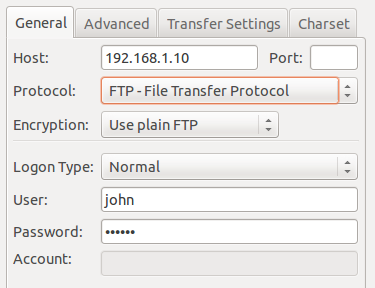 General Advanced Transfer Settings Charset
Host: 192.168.1.10 Port:
Protocol: FTP - File Transfer Protocol
Encryption: Use plain FTP
Logon Type: Normal
User: john
Password: ••••••
Account: